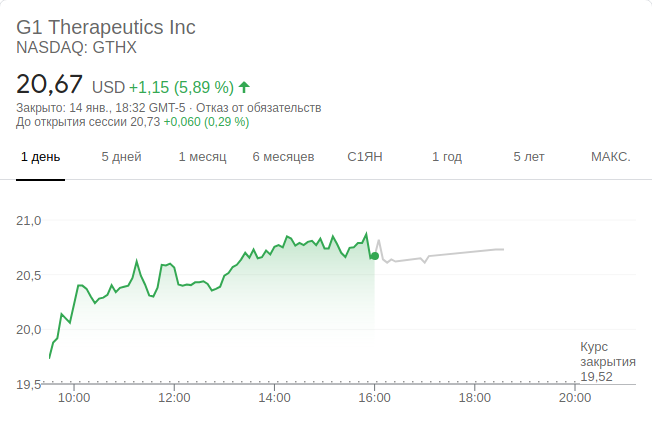 G1 Therapeutics Inc
NASDAQ: GTHX
20,67 USD +1,15 (5,89 %)
Закрыто: 14 янв., 18:32 GMT-5 · Отказ от обязательств
До открытия сессии 20,73 +0,060 (0,29 %)
1 день 5 дней 1 месяц 6 месяцев С1ЯН 1 год 5 лет МАКС.
21,0
20,5
20,0
Курс
закрытия
19,52
19,5
10:00 12:00 14:00 16:00 18:00 20:00